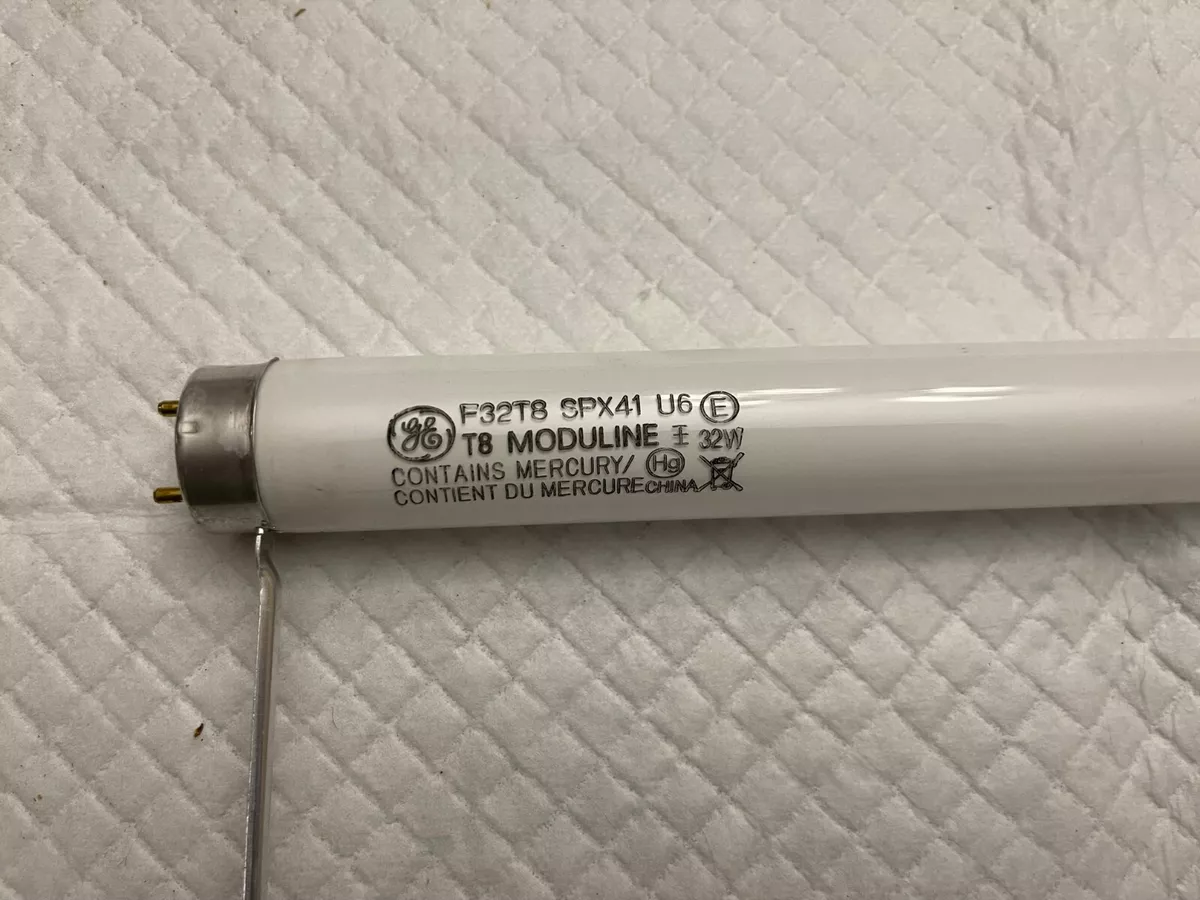 GE F32T8 SPX41 U6 E
T8 MODULINE 32W
CONTAINS MERCURY/ Hg
CONTIENT DU MERCURE CHINA